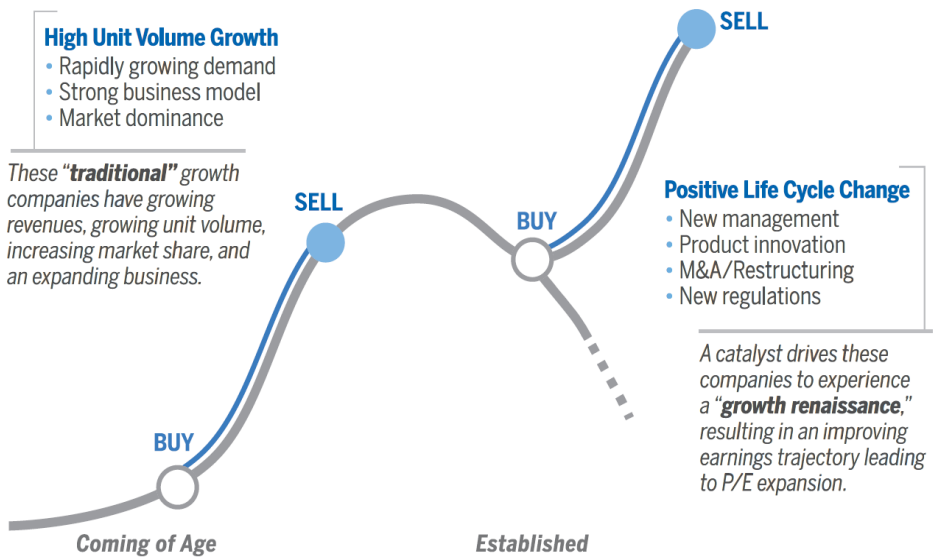 High Unit Volume Growth
• Rapidly growing demand
• Strong business model
• Market dominance
These “traditional” growth
companies have growing
revenues, growing unit volume,
increasing market share, and
an expanding business.
BUY
SELL
BUY
SELL
Positive Life Cycle Change
• New management
• Product innovation
• M&A/Restructuring
• New regulations
A catalyst drives these
companies to experience
a “growth renaissance,”
resulting in an improving
earnings trajectory leading
to P/E expansion.
Coming of Age
Established